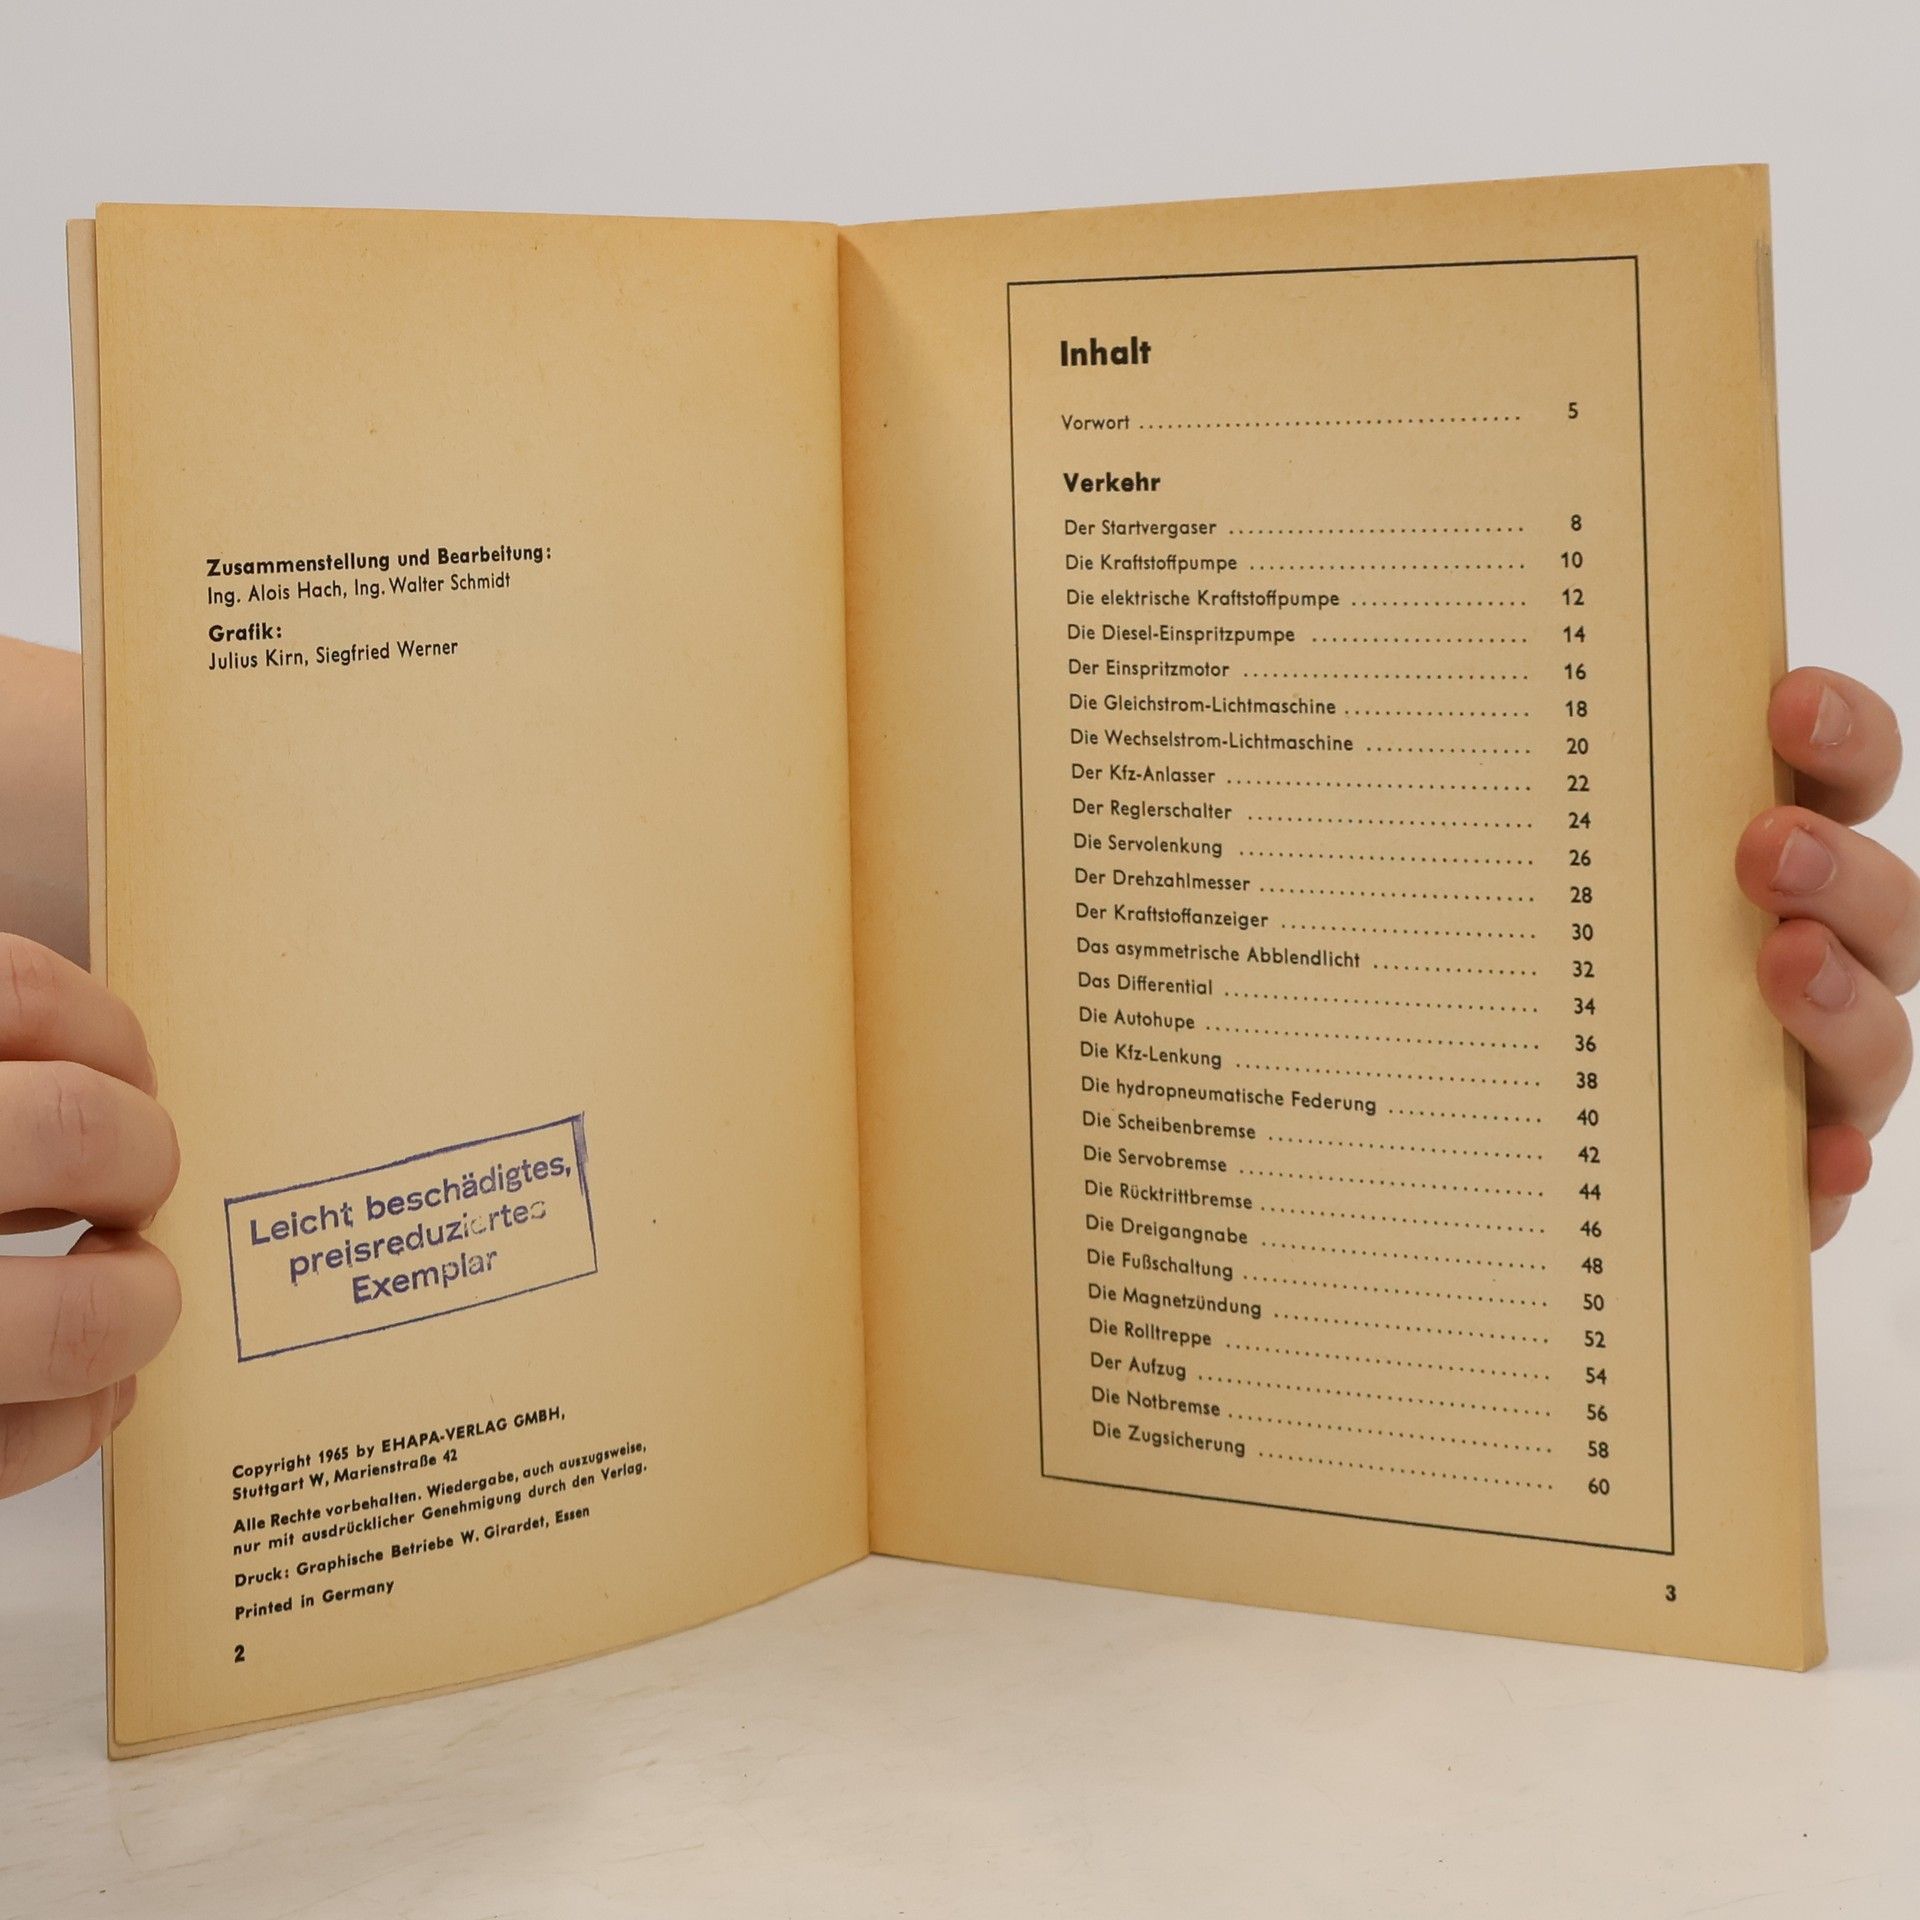 Zusammenstellung und Bearbeitung:
Ing. Alois Hach, Ing. Walter Schmidt
Grafik:
Julius Kirn, Siegfried Werner
Leicht beschädigtes,
preisreduziertes
Exemplar
Copyright 1965 by EHAPA-VERLAG GMBH,
Stuttgart W, Marienstraße 42
Alle Rechte vorbehalten. Wiedergabe, auch auszugsweise,
nur mit ausdrücklicher Genehmigung durch den Verlag.
Druck: Graphische Betriebe W. Girardet, Essen
Printed in Germany
2
Inhalt
Vorwort ........................................ 5
Verkehr
Der Startvergaser .............................. 8
Die Kraftstoffpumpe ............................ 10
Die elektrische Kraftstoffpumpe ................. 12
Die Diesel-Einspritzpumpe ...................... 14
Der Einspritzmotor ............................. 16
Die Gleichstrom-Lichtmaschine .................. 18
Die Wechselstrom-Lichtmaschine ................. 20
Der Kfz-Anlasser ............................... 22
Der Reglerschalter ............................. 24
Die Servolenkung ............................... 26
Der Drehzahlmesser ............................. 28
Der Kraftstoffanzeiger ......................... 30
Das asymmetrische Abblendlicht ................. 32
Das Differential ............................... 34
Die Autohupe ................................... 36
Die Kfz-Lenkung ................................ 38
Die hydropneumatische Federung ................. 40
Die Scheibenbremse ............................. 42
Die Servobremse ................................ 44
Die Rücktrittbremse ............................ 46
Die Dreigangnabe ............................... 48
Die Fußschaltung ............................... 50
Die Magnetzündung .............................. 52
Die Rolltreppe ................................. 54
Der Aufzug ..................................... 56
Die Notbremse .................................. 58
Die Zugsicherung ............................... 60
3